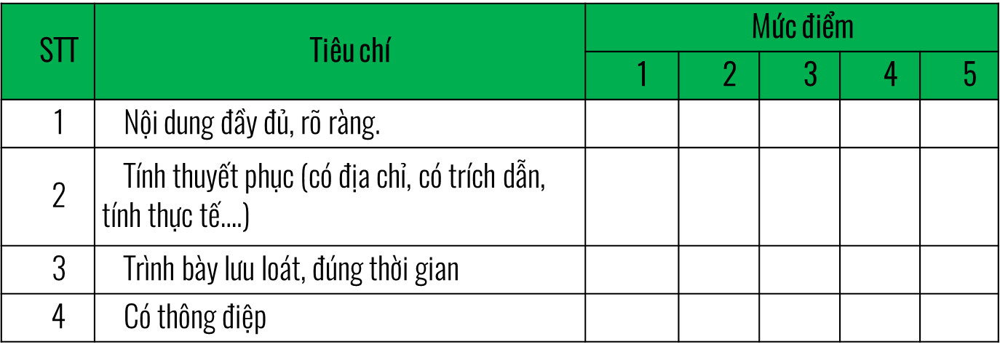 STT Tiêu chí Mức điểm
1 2 3 4 5
1 Nội dung đầy đủ, rõ ràng.
2 Tính thuyết phục (có địa chỉ, có trích dẫn,
tính thực tế....)
3 Trình bày lưu loát, đúng thời gian
4 Có thông điệp